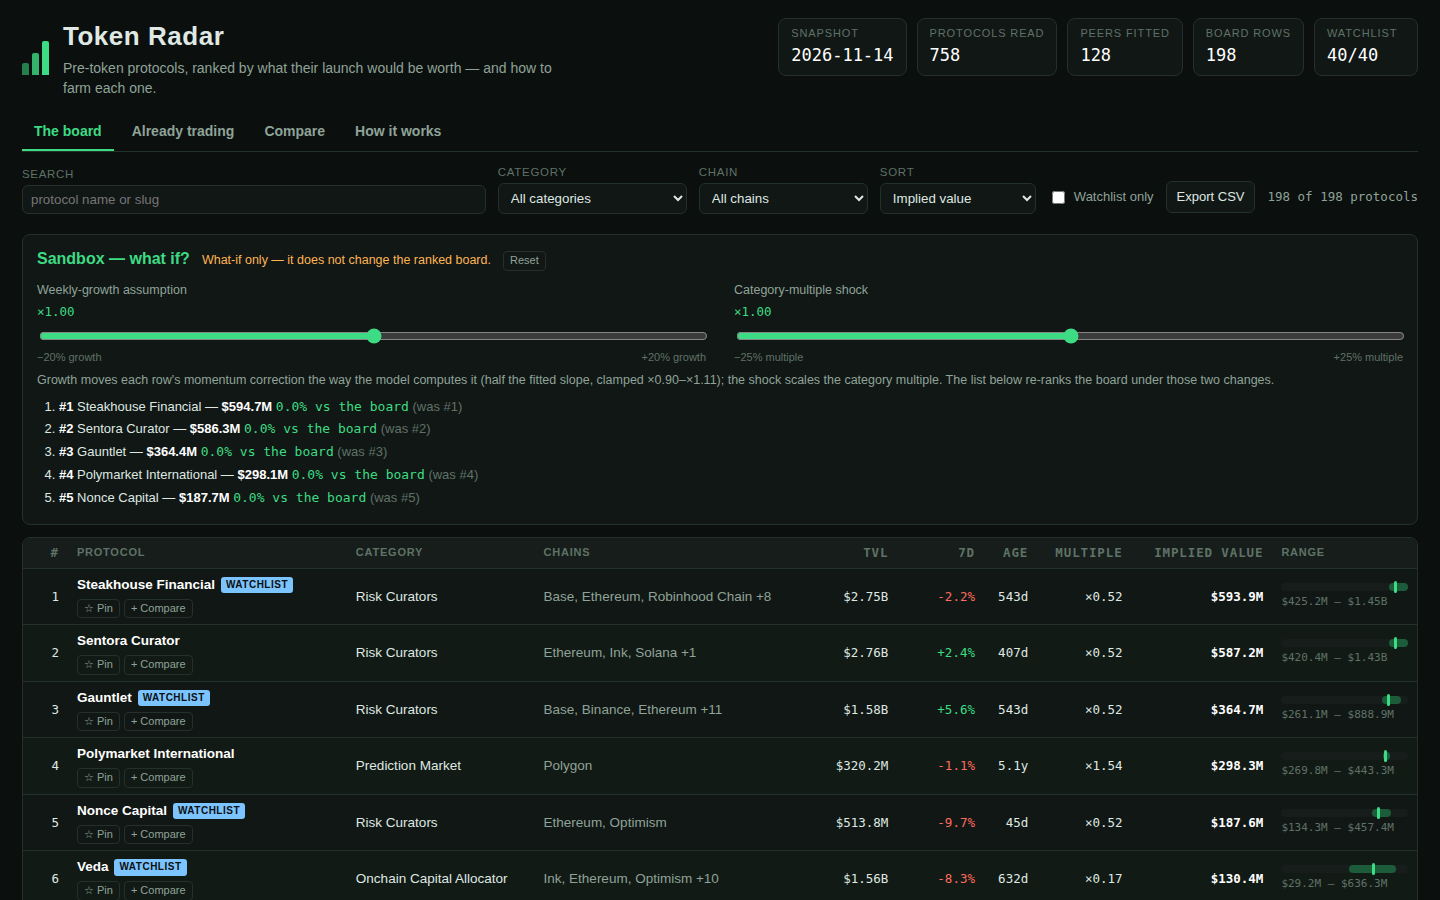 Token Radar
Pre-token protocols, ranked by what their launch would be worth — and how to
farm each one.
SNAPSHOT
2026-11-14
PROTOCOLS READ
758
PEERS FITTED
128
BOARD ROWS
198
WATCHLIST
40/40
The board Already trading Compare How it works
SEARCH
CATEGORY
CHAIN
SORT
protocol name or slug
All categories
All chains
Implied value
Watchlist only
Export CSV
198 of 198 protocols
Sandbox — what if? What-if only — it does not change the ranked board. Reset
Weekly-growth assumption
×1.00
−20% growth +20% growth
Category-multiple shock
×1.00
−25% multiple +25% multiple
Growth moves each row's momentum correction the way the model computes it (half the fitted slope, clamped ×0.90–×1.11); the shock scales the category multiple. The list below re-ranks the board under those two changes.
1. #1 Steakhouse Financial — $594.7M 0.0% vs the board (was #1)
2. #2 Sentora Curator — $586.3M 0.0% vs the board (was #2)
3. #3 Gauntlet — $364.4M 0.0% vs the board (was #3)
4. #4 Polymarket International — $298.1M 0.0% vs the board (was #4)
5. #5 Nonce Capital — $187.7M 0.0% vs the board (was #5)
# PROTOCOL CATEGORY CHAINS TVL 7D AGE MULTIPLE IMPLIED VALUE RANGE
Steakhouse Financial WATCHLIST
1 Risk Curators Base, Ethereum, Robinhood Chain +8 $2.75B -2.2% 543d ×0.52 $593.9M $425.2M – $1.45B
☆ Pin + Compare
Sentora Curator
2 Risk Curators Ethereum, Ink, Solana +1 $2.76B +2.4% 407d ×0.52 $587.2M $420.4M – $1.43B
☆ Pin + Compare
Gauntlet WATCHLIST
3 Risk Curators Base, Binance, Ethereum +11 $1.58B +5.6% 543d ×0.52 $364.7M $261.1M – $888.9M
☆ Pin + Compare
Polymarket International
4 Prediction Market Polygon $320.2M -1.1% 5.1y ×1.54 $298.3M $269.8M – $443.3M
☆ Pin + Compare
Nonce Capital WATCHLIST
5 Risk Curators Ethereum, Optimism $513.8M -9.7% 45d ×0.52 $187.6M $134.3M – $457.4M
☆ Pin + Compare
Veda WATCHLIST
6 Onchain Capital Allocator Ink, Ethereum, Optimism +10 $1.56B -8.3% 632d ×0.17 $130.4M $29.2M – $636.3M
☆ Pin + Compare